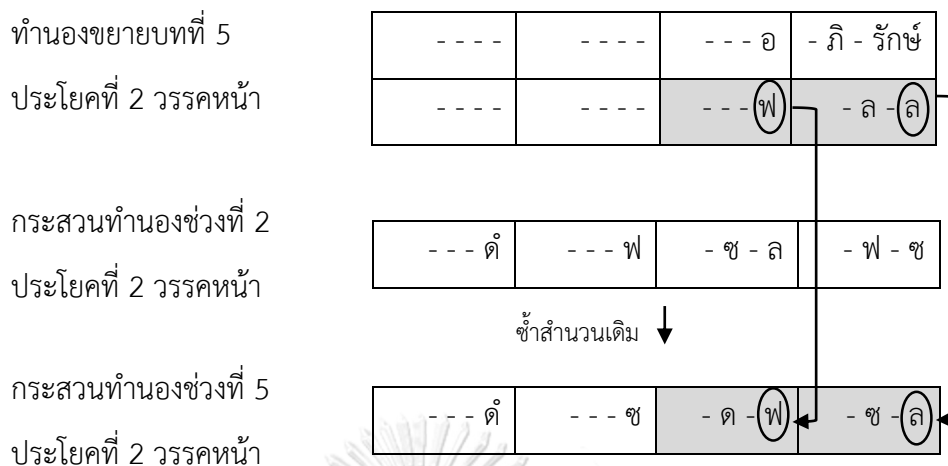 ทำนองขยายบทที่ 5 - - - - - - - - - - - อ - ภิ - รักษ์
ประโยคที่ 2 วรรคหน้า - - - - - - - - - - - ฟ - ล - ล
กระสวนทำนองช่วงที่ 2 - - - ดํ - - - ฟ - ซ - ล - ฟ - ซ
ประโยคที่ 2 วรรคหน้า
ซ้ำสำนวนเดิม
กระสวนทำนองช่วงที่ 5 - - - ดํ - - - ซ - ด - ฟ - ซ - ล
ประโยคที่ 2 วรรคหน้า